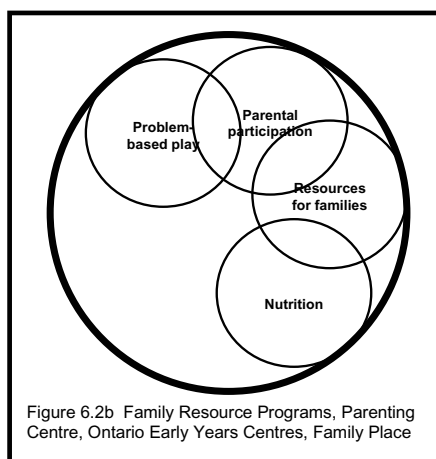 Problem-
based play
Parental
participation
Resources
for families
Nutrition
Figure 6.2b  Family Resource Programs, Parenting
Centre, Ontario Early Years Centres, Family Place